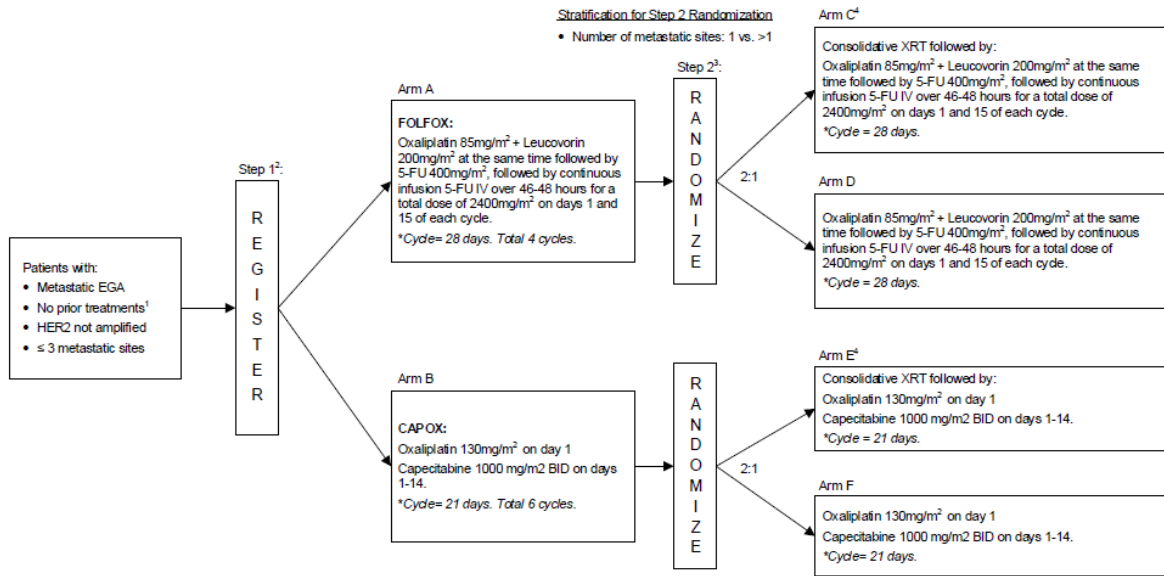 Stratification for Step 2 Randomization
• Number of metastatic sites: 1 vs. >1
Patients with:
• Metastatic EGA
• No prior treatments¹
• HER2 not amplified
• ≤ 3 metastatic sites
Step 1²:
R
E
G
I
S
T
E
R
Arm A
FOLFOX:
Oxaliplatin 85mg/m² + Leucovorin
200mg/m² at the same time followed by
5-FU 400mg/m², followed by continuous
infusion 5-FU IV over 46-48 hours for a
total dose of 2400mg/m² on days 1 and
15 of each cycle.
*Cycle= 28 days. Total 4 cycles.
Arm B
CAPOX:
Oxaliplatin 130mg/m² on day 1
Capecitabine 1000 mg/m2 BID on days
1-14.
*Cycle= 21 days. Total 6 cycles.
Step 2³:
R
A
N
D
O
M
I
Z
E
2:1
Arm C⁴
Consolidative XRT followed by:
Oxaliplatin 85mg/m² + Leucovorin 200mg/m² at the same
time followed by 5-FU 400mg/m², followed by continuous
infusion 5-FU IV over 46-48 hours for a total dose of
2400mg/m² on days 1 and 15 of each cycle.
*Cycle = 28 days.
Arm D
Oxaliplatin 85mg/m² + Leucovorin 200mg/m² at the same
time followed by 5-FU 400mg/m², followed by continuous
infusion 5-FU IV over 46-48 hours for a total dose of
2400mg/m² on days 1 and 15 of each cycle.
*Cycle = 28 days.
R
A
N
D
O
M
I
Z
E
2:1
Arm E⁴
Consolidative XRT followed by:
Oxaliplatin 130mg/m² on day 1
Capecitabine 1000 mg/m2 BID on days 1-14.
*Cycle = 21 days.
Arm F
Oxaliplatin 130mg/m² on day 1
Capecitabine 1000 mg/m2 BID on days 1-14.
*Cycle= 21 days.